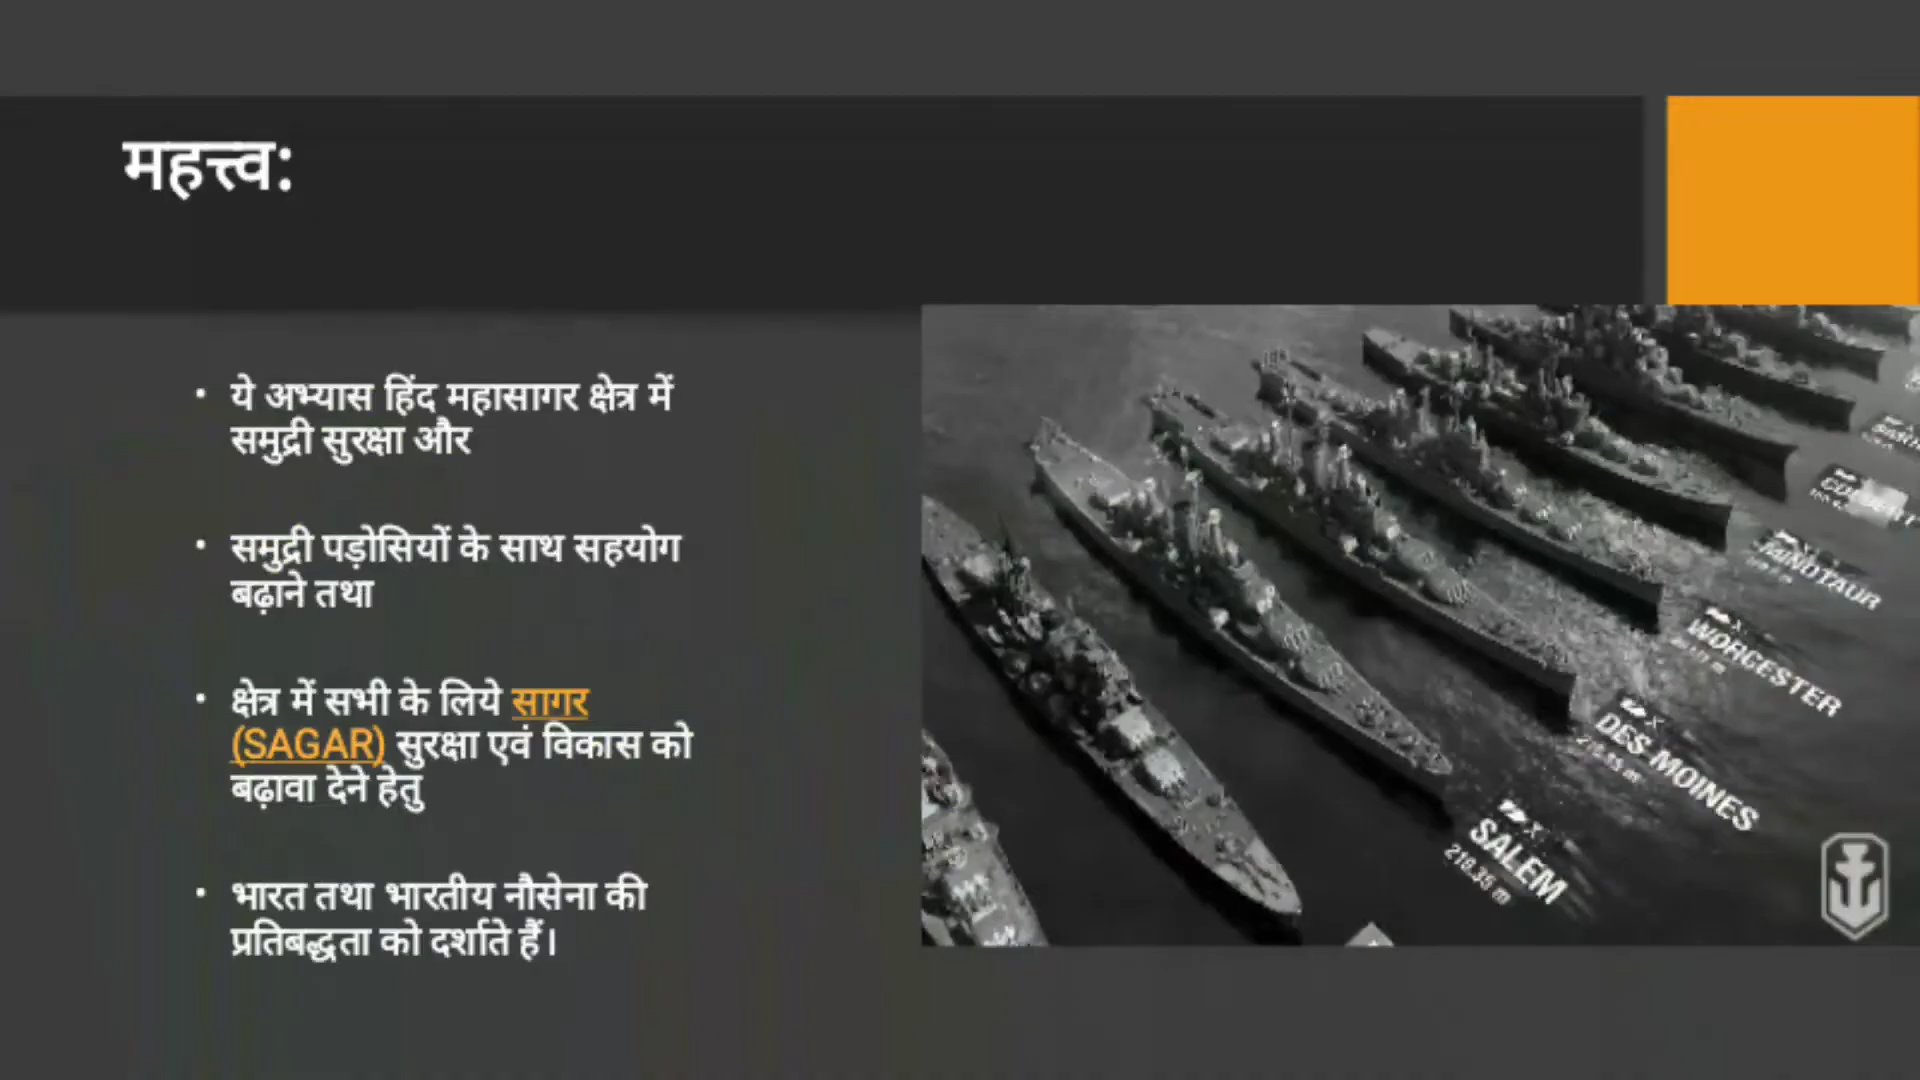 महत्त्व:
• ये अभ्यास हिंद महासागर क्षेत्र में
समुद्री सुरक्षा और
• समुद्री पड़ोसियों के साथ सहयोग
बढ़ाने तथा
• क्षेत्र में सभी के लिये सागर
(SAGAR) सुरक्षा एवं विकास को
बढ़ावा देने हेतु
• भारत तथा भारतीय नौसेना की
प्रतिबद्धता को दर्शाते हैं।
MINOTAUR
WORCESTER
X
DES MOINES
X
SALEM